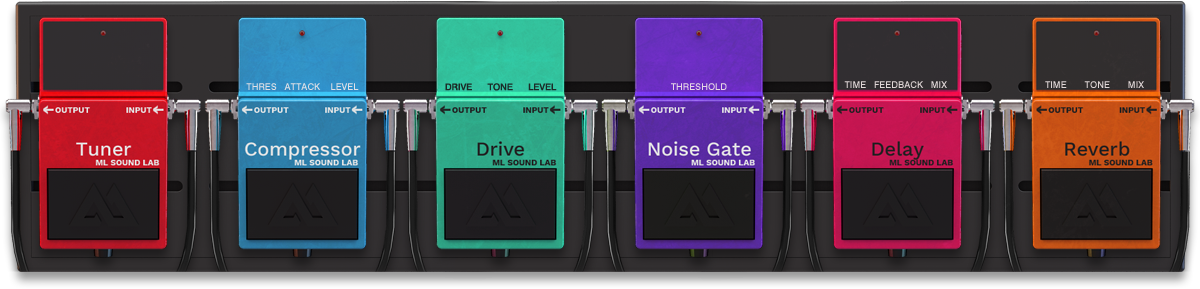 ←OUTPUT INPUT←
Tuner
ML SOUND LAB
THRES ATTACK LEVEL
←OUTPUT INPUT←
Compressor
ML SOUND LAB
DRIVE TONE LEVEL
←OUTPUT INPUT←
Drive
ML SOUND LAB
THRESHOLD
←OUTPUT INPUT←
Noise Gate
ML SOUND LAB
TIME FEEDBACK MIX
←OUTPUT INPUT←
Delay
ML SOUND LAB
TIME TONE MIX
←OUTPUT INPUT←
Reverb
ML SOUND LAB